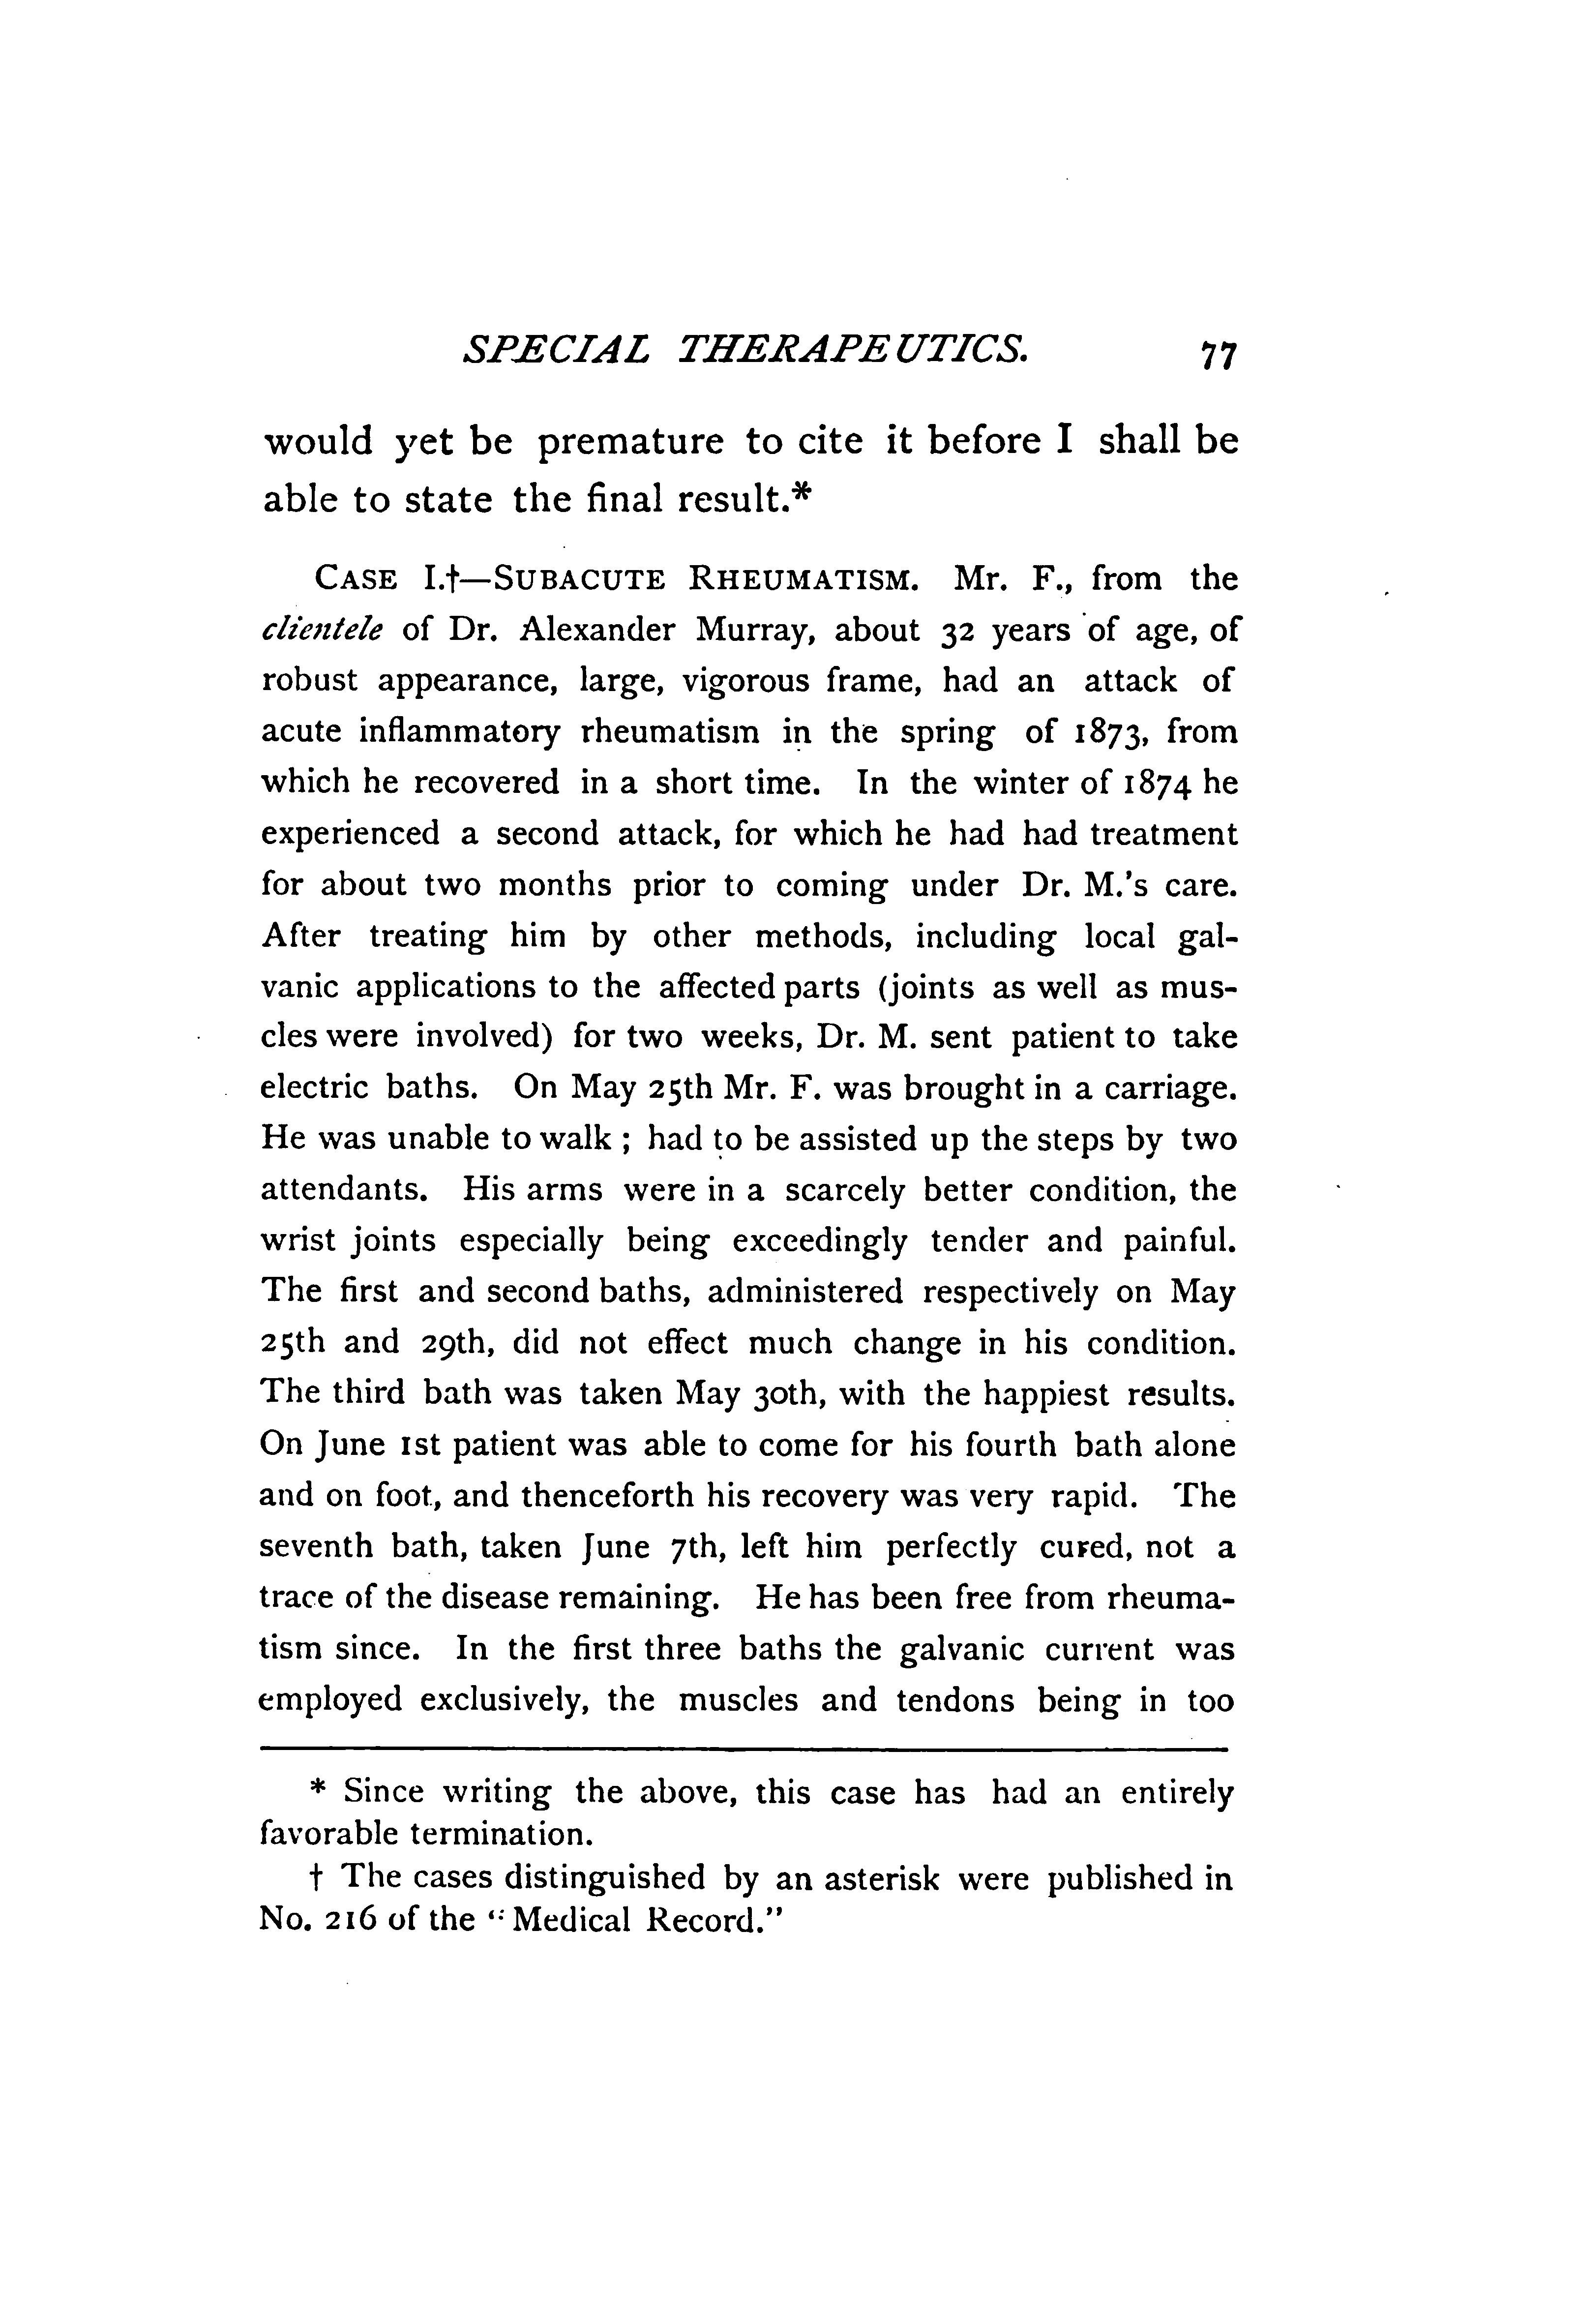 SPECIAL THERAPEUTICS. 77
would yet be premature to cite it before I shall be
able to state the final result.*
CASE I.†—SUBACUTE RHEUMATISM. Mr. F., from the
clientele of Dr. Alexander Murray, about 32 years of age, of
robust appearance, large, vigorous frame, had an attack of
acute inflammatory rheumatism in the spring of 1873, from
which he recovered in a short time. In the winter of 1874 he
experienced a second attack, for which he had had treatment
for about two months prior to coming under Dr. M.'s care.
After treating him by other methods, including local gal-
vanic applications to the affected parts (joints as well as mus-
cles were involved) for two weeks, Dr. M. sent patient to take
electric baths. On May 25th Mr. F. was brought in a carriage.
He was unable to walk ; had to be assisted up the steps by two
attendants. His arms were in a scarcely better condition, the
wrist joints especially being exceedingly tender and painful.
The first and second baths, administered respectively on May
25th and 29th, did not effect much change in his condition.
The third bath was taken May 30th, with the happiest results.
On June 1st patient was able to come for his fourth bath alone
and on foot, and thenceforth his recovery was very rapid. The
seventh bath, taken June 7th, left him perfectly cured, not a
trace of the disease remaining. He has been free from rheuma-
tism since. In the first three baths the galvanic current was
employed exclusively, the muscles and tendons being in too
* Since writing the above, this case has had an entirely
favorable termination.
† The cases distinguished by an asterisk were published in
No. 216 of the "Medical Record."